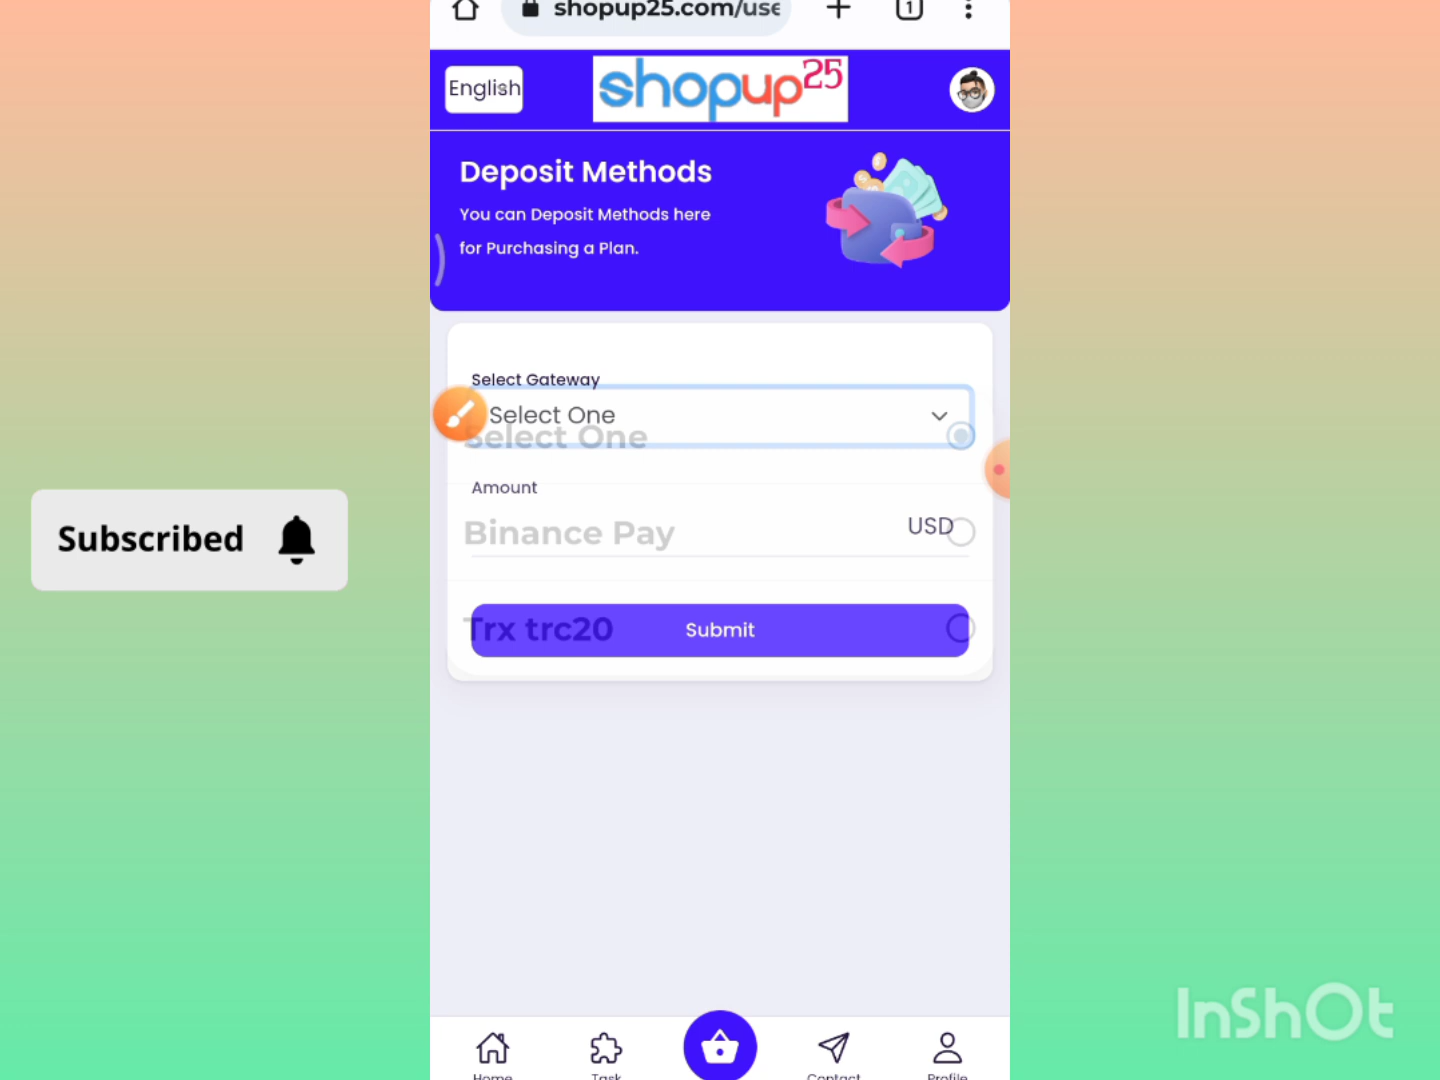 shopup25.com/use
1
English
shopup25
Deposit Methods
You can Deposit Methods here
for Purchasing a Plan.
Select Gateway
Select One
Select One
Amount
Binance Pay
USD
Trx trc20
Submit
Subscribed
InShOt
Home
Task
Contact
Profile